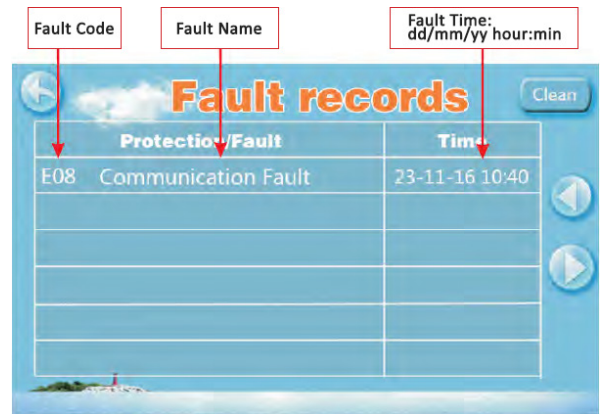 Fault Code
Fault Name
Fault Time:
dd/mm/yy hour:min
Fault records
Clean
Protection/Fault
Time
E08 Communication Fault
23-11-16 10:40